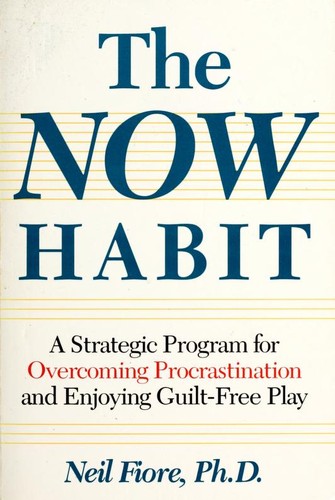 The
NOW
HABIT
A Strategic Program for
Overcoming Procrastination
and Enjoying Guilt-Free Play
Neil Fiore, Ph.D.